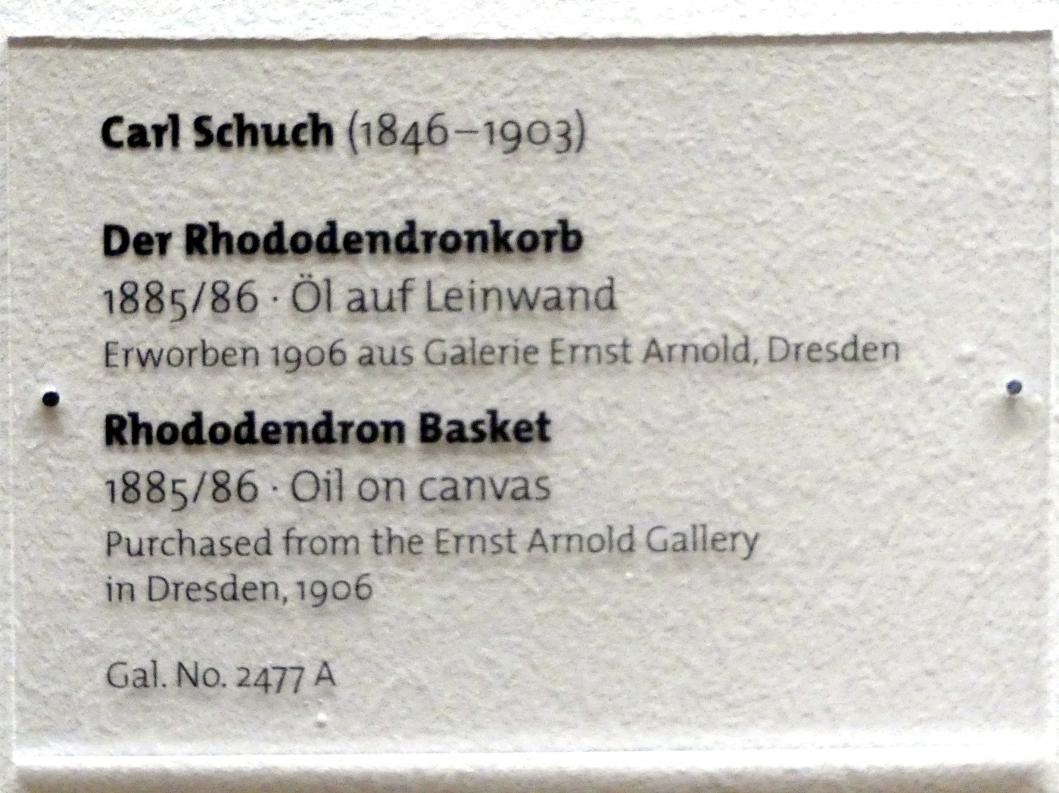 Carl Schuch (1846–1903)
Der Rhododendronkorb
1885/86 · Öl auf Leinwand
Erworben 1906 aus Galerie Ernst Arnold, Dresden
Rhododendron Basket
1885/86 · Oil on canvas
Purchased from the Ernst Arnold Gallery
in Dresden, 1906
Gal. No. 2477 A